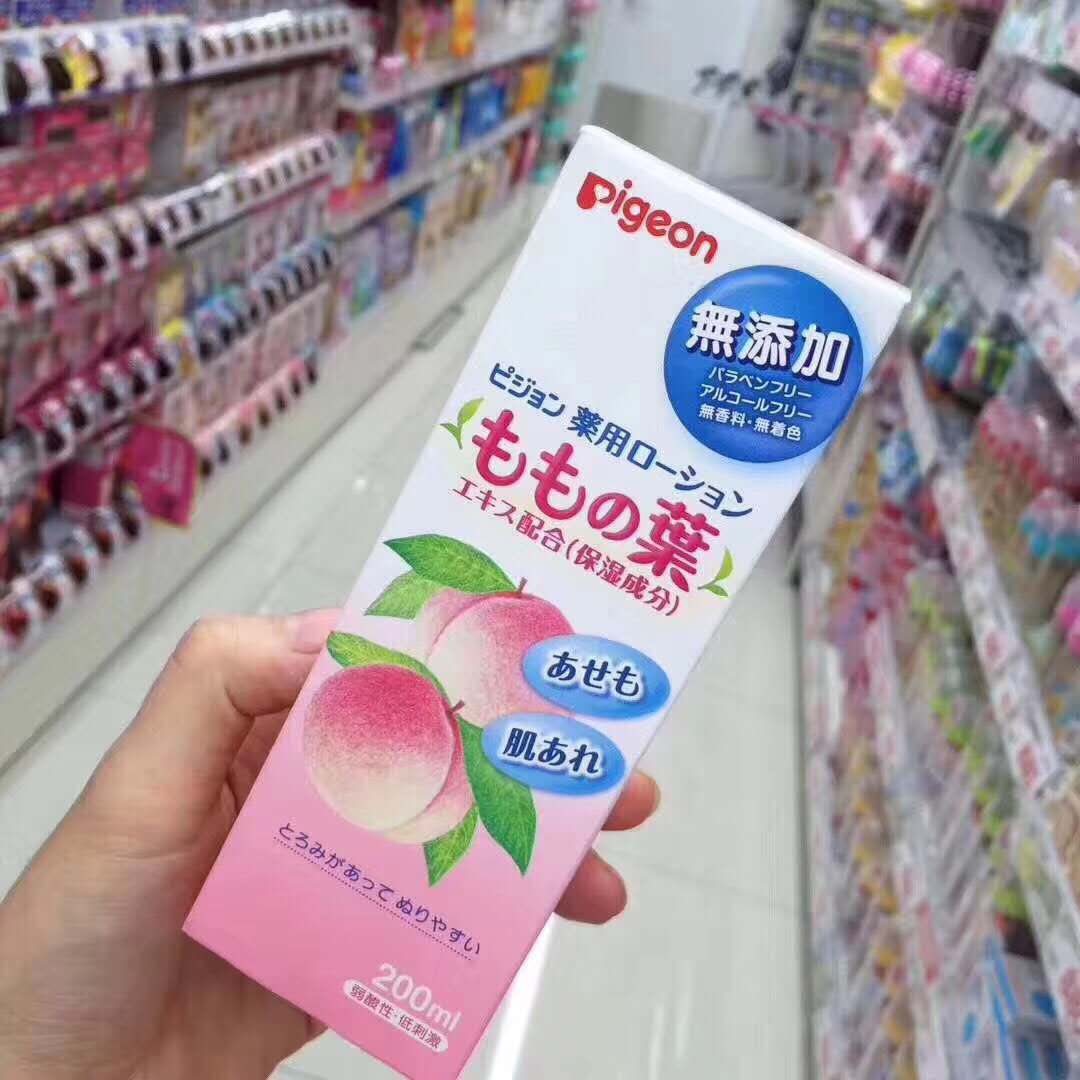 Pigeon
無添加
パラベンフリー
アルコールフリー
無香料・無着色
ピジョン 薬用ローション
ももの葉
エキス配合(保湿成分)
あせも
肌あれ
とろみがあって ぬりやすい
200ml
弱酸性・低刺激